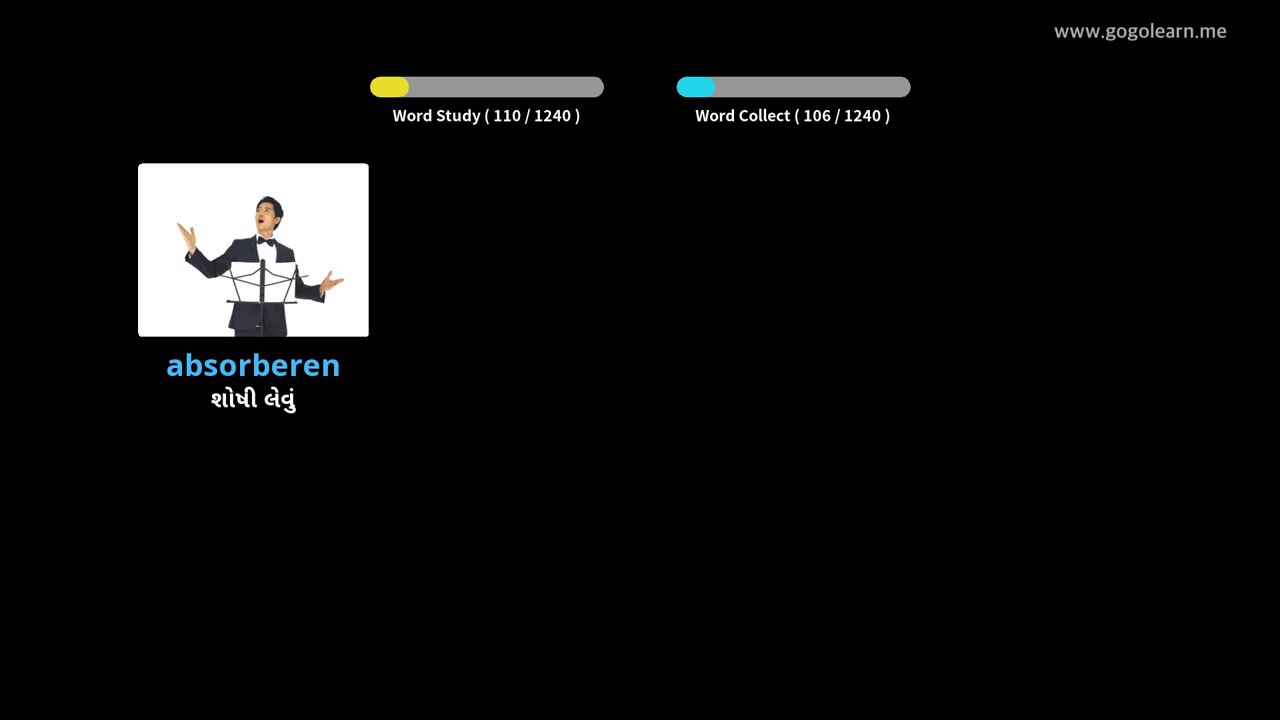 www.gogolearn.me
Word Study ( 110 / 1240 )
Word Collect ( 106 / 1240 )
absorberen
શોષી લેવું